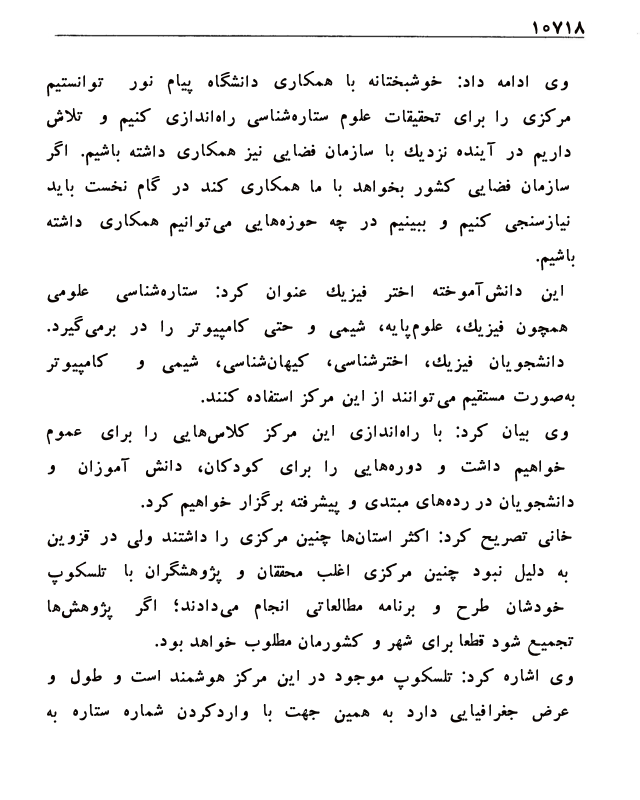 ۱۰۷۱۸
وی ادامه داد: خوشبختانه با همکاری دانشگاه پیام نور توانستیم
مرکزی را برای تحقیقات علوم ستاره‌شناسی راه‌اندازی کنیم و تلاش
داریم در آینده نزدیك با سازمان فضایی نیز همکاری داشته باشیم. اگر
سازمان فضایی کشور بخواهد با ما همکاری کند در گام نخست باید
نیازسنجی کنیم و ببینیم در چه حوزه‌هایی می‌توانیم همکاری داشته
باشیم.
این دانش‌آموخته اختر فیزیك عنوان کرد: ستاره‌شناسی علومی
همچون فیزیك، علوم‌پایه، شیمی و حتی کامپیوتر را در برمی‌گیرد.
دانشجویان فیزیك، اخترشناسی، کیهان‌شناسی، شیمی و کامپیوتر
به‌صورت مستقیم می‌توانند از این مرکز استفاده کنند.
وی بیان کرد: با راه‌اندازی این مرکز کلاس‌هایی را برای عموم
خواهیم داشت و دوره‌هایی را برای کودکان، دانش آموزان و
دانشجویان در رده‌های مبتدی و پیشرفته برگزار خواهیم کرد.
خانی تصریح کرد: اکثر استان‌ها چنین مرکزی را داشتند ولی در قزوین
به دلیل نبود چنین مرکزی اغلب محققان و پژوهشگران با تلسکوپ
خودشان طرح و برنامه مطالعاتی انجام می‌دادند؛ اگر پژوهش‌ها
تجمیع شود قطعا برای شهر و کشورمان مطلوب خواهد بود.
وی اشاره کرد: تلسکوپ موجود در این مرکز هوشمند است و طول و
عرض جغرافیایی دارد به همین جهت با واردکردن شماره ستاره به